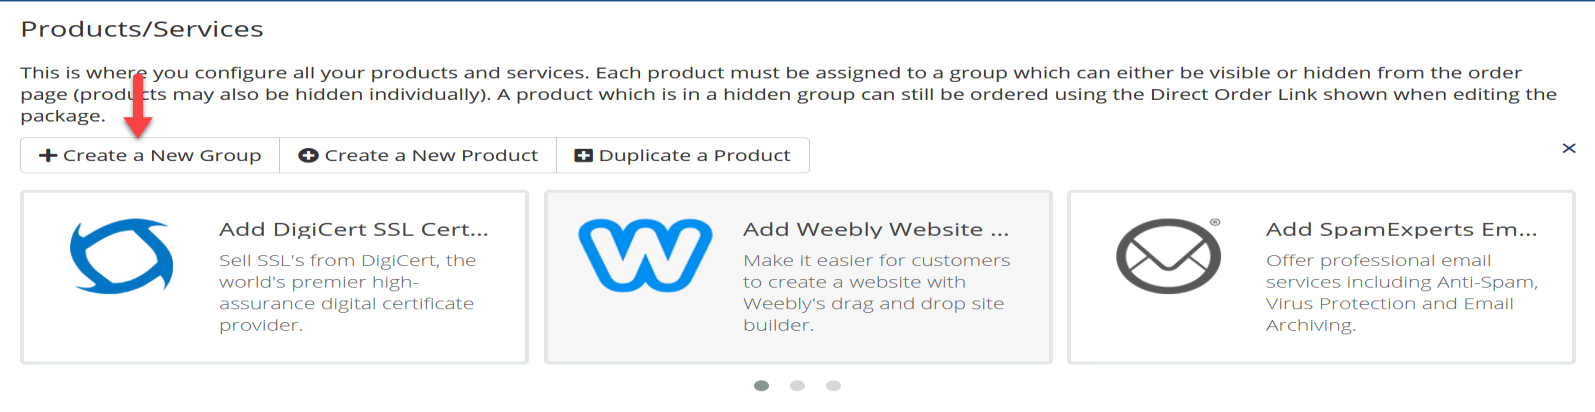 Products/Services
This is where you configure all your products and services. Each product must be assigned to a group which can either be visible or hidden from the order
page (products may also be hidden individually). A product which is in a hidden group can still be ordered using the Direct Order Link shown when editing the
package.
Create a New Group
Create a New Product
Duplicate a Product
Add DigiCert SSL Cert...
Sell SSL's from DigiCert, the
world's premier high-
assurance digital certificate
provider.
Add Weebly Website ...
Make it easier for customers
to create a website with
Weebly's drag and drop site
builder.
Add SpamExperts Em...
Offer professional email
services including Anti-Spam,
Virus Protection and Email
Archiving.